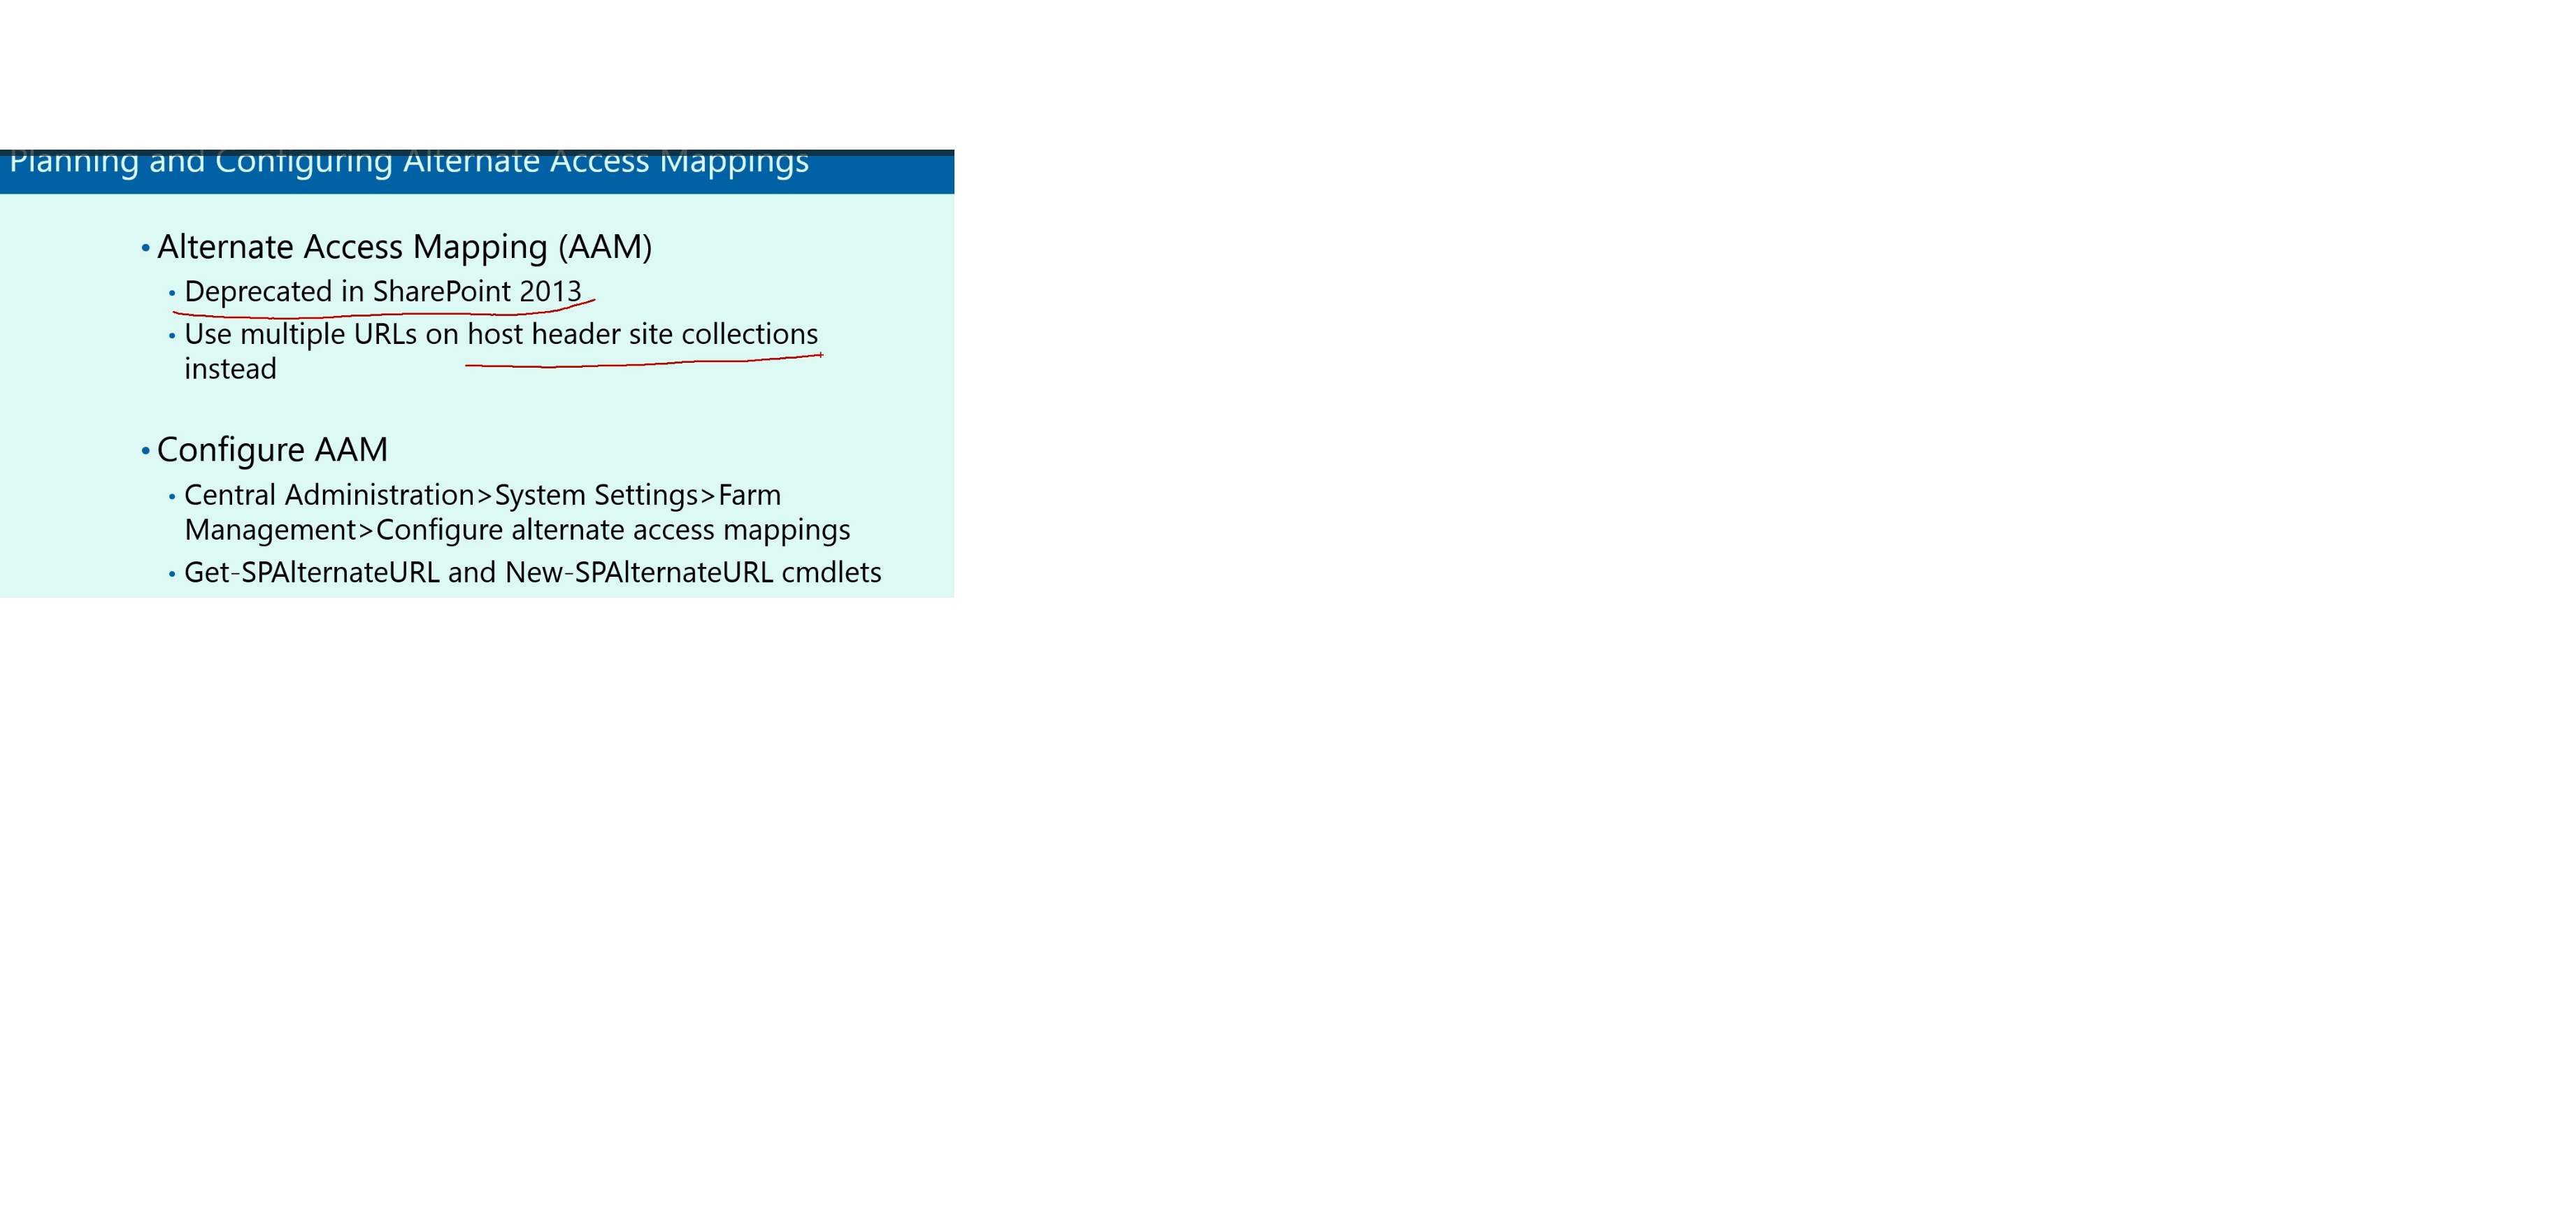 Planning and Configuring Alternate Access Mappings
• Alternate Access Mapping (AAM)
• Deprecated in SharePoint 2013
• Use multiple URLs on host header site collections
instead
• Configure AAM
• Central Administration>System Settings>Farm
Management>Configure alternate access mappings
• Get-SPAlternateURL and New-SPAlternateURL cmdlets